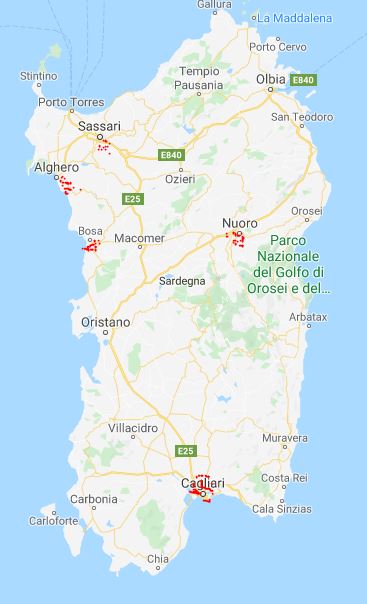 Gallura
La Maddalena
Porto Cervo
Stintino
Tempio
Pausania
Olbia
E840
Porto Torres
San Teodoro
Sassari
E840
Alghero
Ozieri
E25
Orosei
Nuoro
Bosa
Macomer
Parco
Nazionale
del Golfo di
Orosei e del...
Sardegna
Arbatax
Oristano
Villacidro
Muravera
E25
Costa Rei
Cagliari
Carbonia
Cala Sinzias
Carloforte
Chia